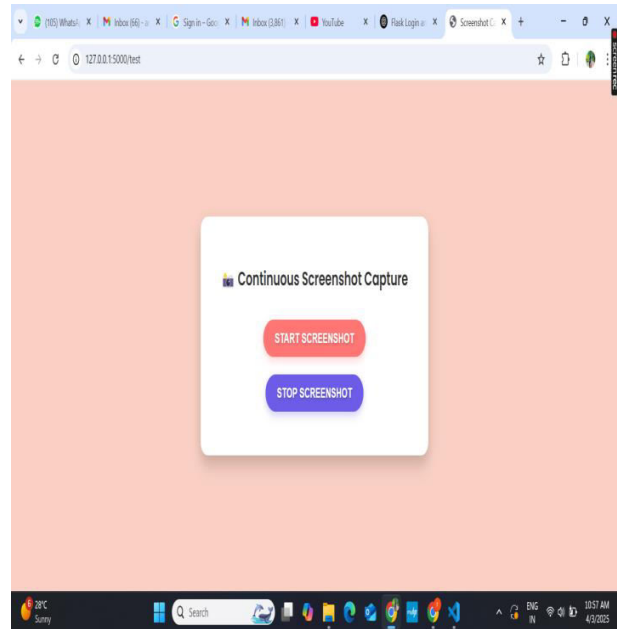 (105) WhatsA
Inbox (66) - a
Sign in - Goo
Inbox (3,861)
YouTube
Flask Login a
Screenshot C
127.0.0.1:5000/test
Continuous Screenshot Capture
START SCREENSHOT
STOP SCREENSHOT
28°C
Sunny
Search
ENG
IN
10:57 AM
4/3/2025